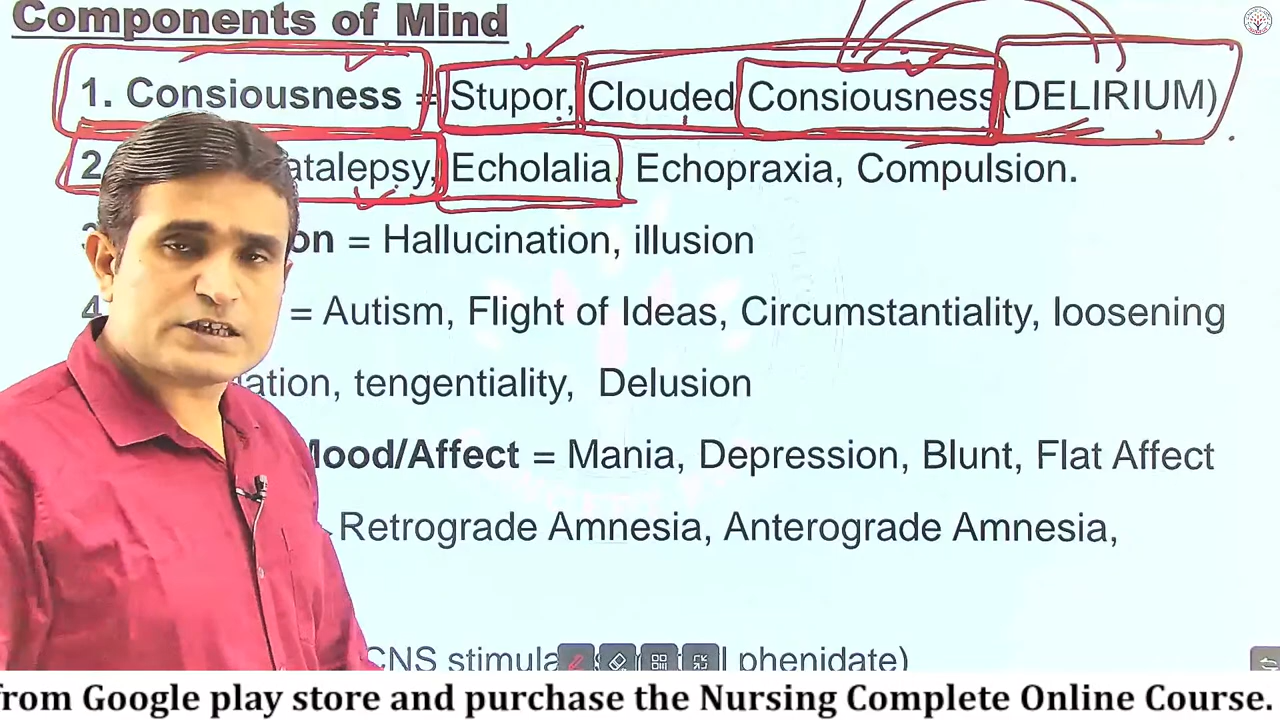 Components of Mind
1. Consiousness = Stupor, Clouded Consiousness (DELIRIUM)
2. atalepsy, Echolalia, Echopraxia, Compulsion.
on = Hallucination, illusion
4 = Autism, Flight of Ideas, Circumstantiality, loosening
ation, tengentiality, Delusion
Mood/Affect = Mania, Depression, Blunt, Flat Affect
Retrograde Amnesia, Anterograde Amnesia,
CNS stimula l phenidate)
from Google play store and purchase the Nursing Complete Online Course.